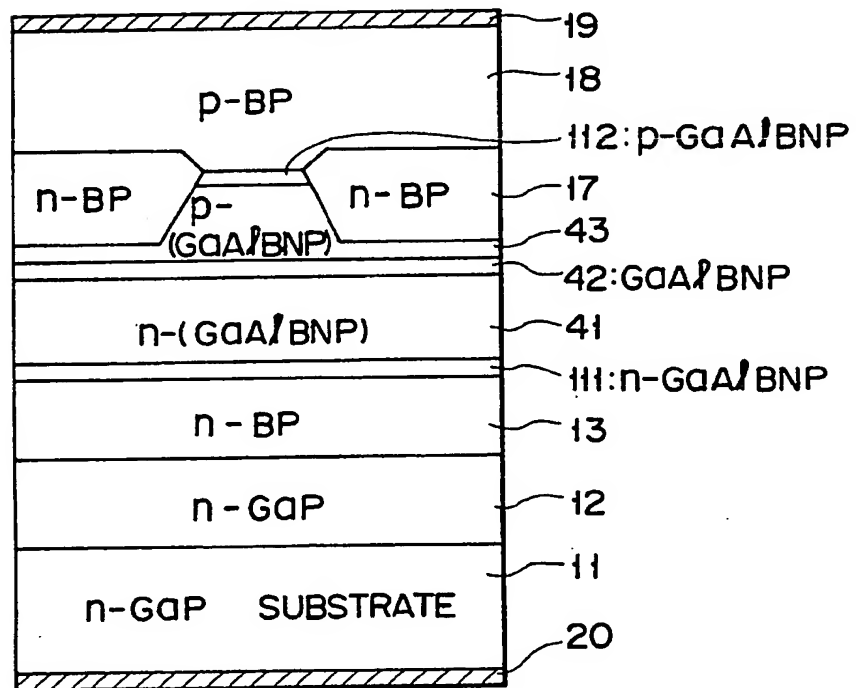 19
18
p-BP
112:p-GaAlBNP
n-BP
n-BP
17
p-
(GaAlBNP)
43
42:GaAlBNP
n-(GaAlBNP)
41
111:n-GaAlBNP
n-BP
13
n-GaP
12
11
n-GaP SUBSTRATE
20